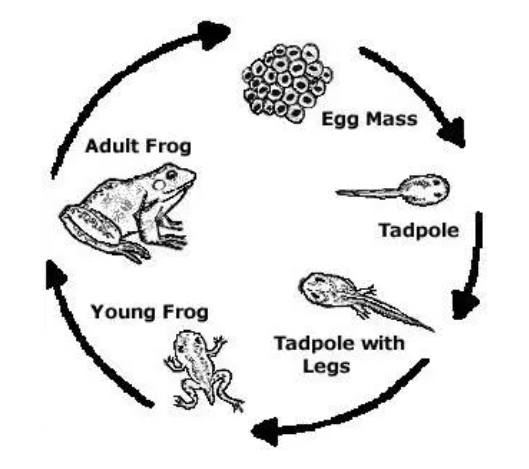 Egg Mass
Tadpole
Tadpole with
Legs
Young Frog
Adult Frog